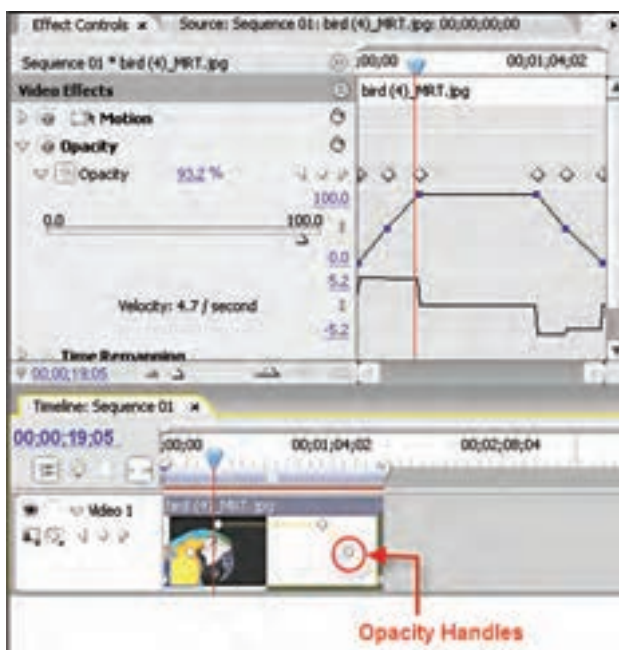 Effect Controls × Source: Sequence 01: bird (4)_MRT.jpg: 00;00;00;00
Sequence 01 * bird (4)_MRT.jpg
;00;00 00;01;04;02
Video Effects
bird (4)_MRT.jpg
Motion
Opacity
Opacity 93.2 %
100.0
0.0 100.0
0.0
5.2
Velocity: 4.7 / second
-5.2
Time Remapping
00;00;19;05
Timeline: Sequence 01 ×
00;00;19;05
;00;00 00;01;04;02 00;02;08;04
Video 1
bird (4)_MRT.jpg
Opacity Handles